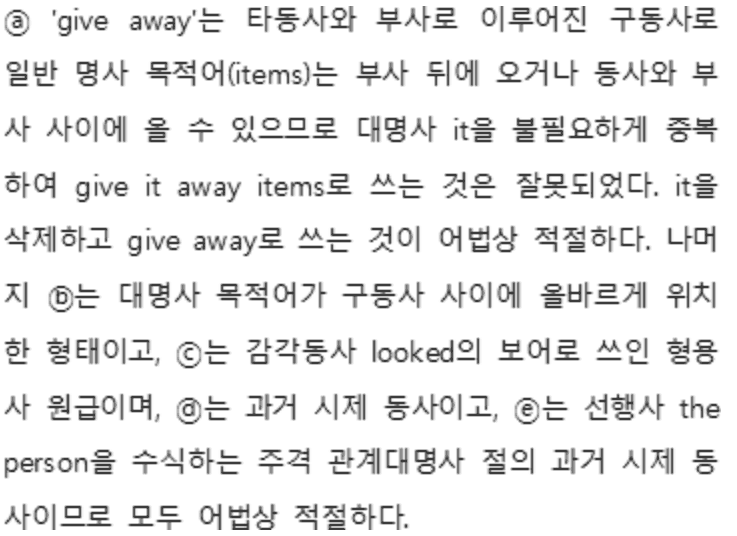 ⓐ 'give away'는 타동사와 부사로 이루어진 구동사로
일반 명사 목적어(items)는 부사 뒤에 오거나 동사와 부
사 사이에 올 수 있으므로 대명사 it을 불필요하게 중복
하여 give it away items로 쓰는 것은 잘못되었다. it을
삭제하고 give away로 쓰는 것이 어법상 적절하다. 나머
지 ⓑ는 대명사 목적어가 구동사 사이에 올바르게 위치
한 형태이고, ⓒ는 감각동사 looked의 보어로 쓰인 형용
사 원급이며, ⓓ는 과거 시제 동사이고, ⓔ는 선행사 the
person을 수식하는 주격 관계대명사 절의 과거 시제 동
사이므로 모두 어법상 적절하다.